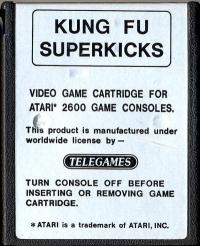 KUNG FU
SUPERKICKS
VIDEO GAME CARTRIDGE FOR
ATARI* 2600 GAME CONSOLES.
This product is manufactured under
worldwide license by —
TELEGAMES
TURN CONSOLE OFF BEFORE
INSERTING OR REMOVING GAME
CARTRIDGE.
*ATARI is a trademark of ATARI, INC.